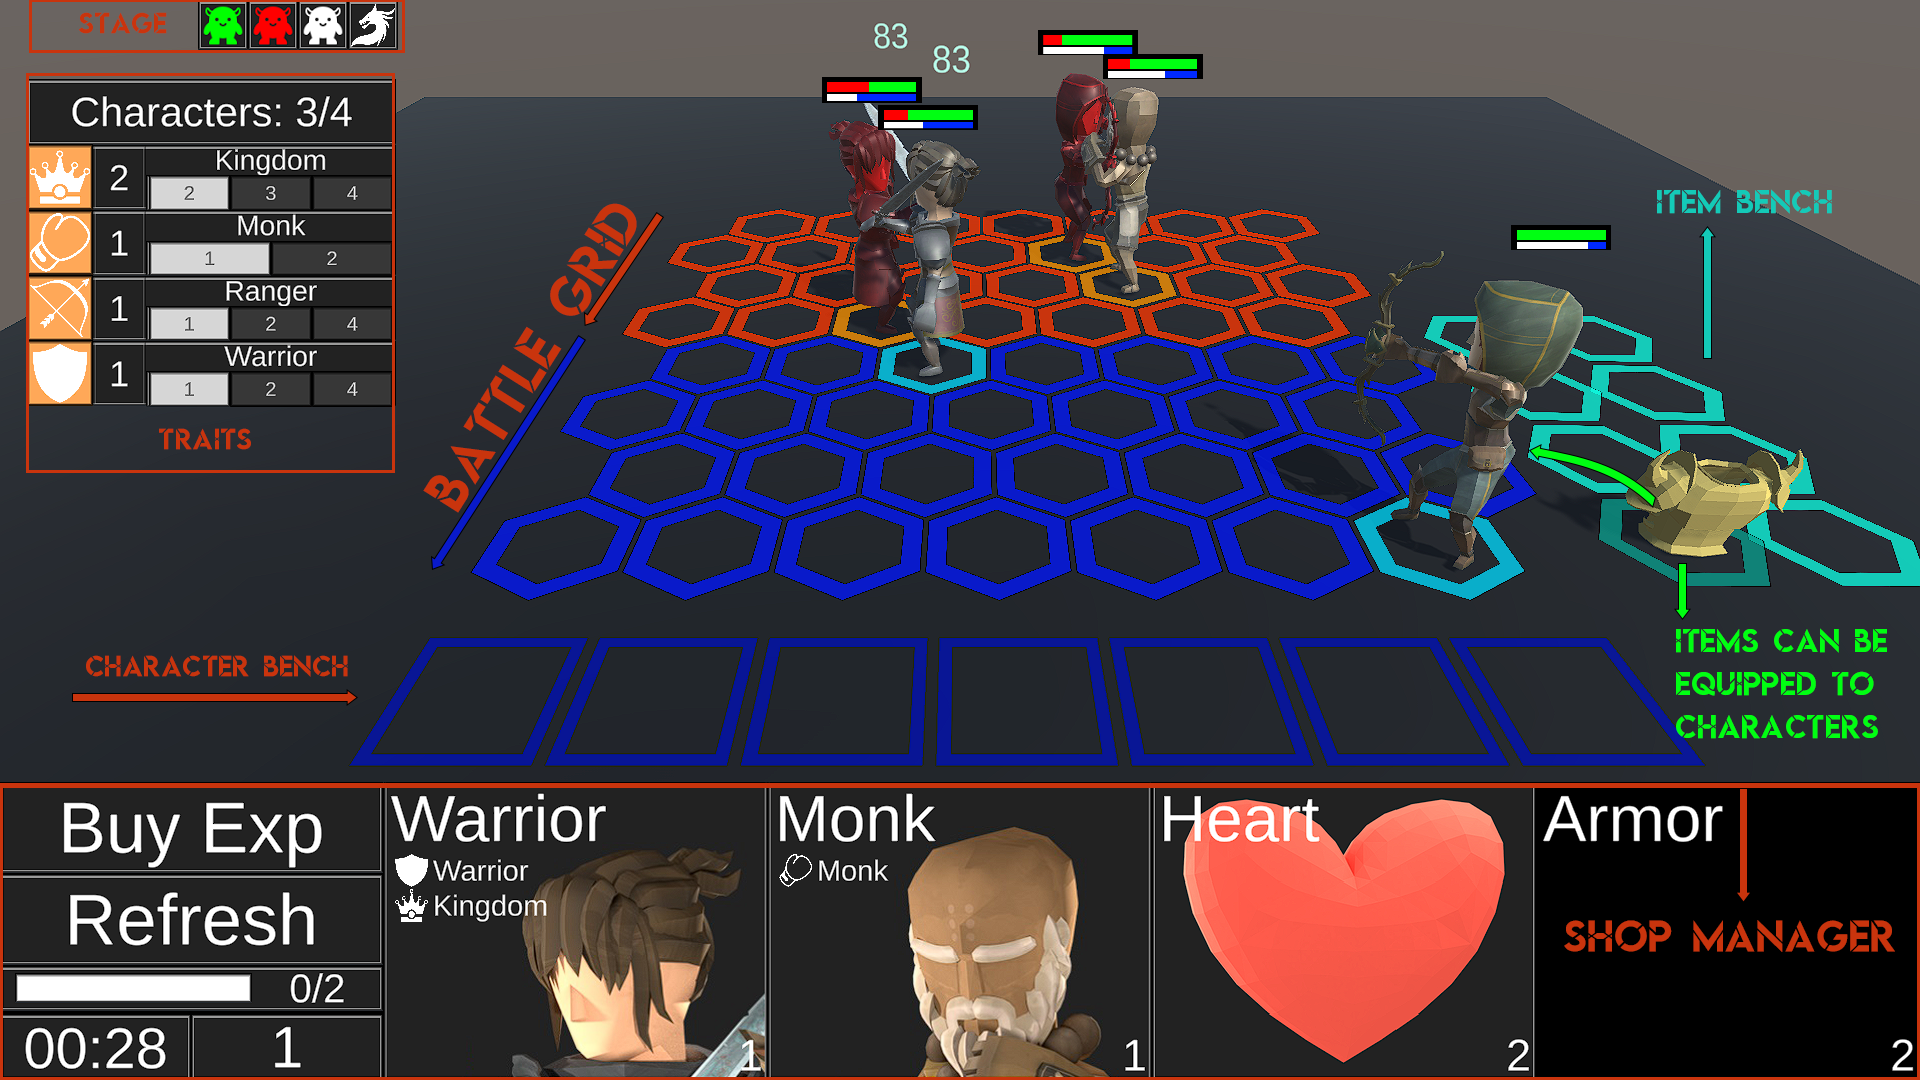 STAGE
83
83
Characters: 3/4
2
Kingdom
2 3 4
1
Monk
1 2
1
Ranger
1 2 4
1
Warrior
1 2 4
TRAITS
BATTLE GRID
ITEM BENCH
CHARACTER BENCH
ITEMS CAN BE
EQUIPPED TO
CHARACTERS
Buy Exp
Refresh
0/2
00:28
1
Warrior
Warrior
Kingdom
1
Monk
Monk
1
Heart
2
Armor
SHOP MANAGER
2